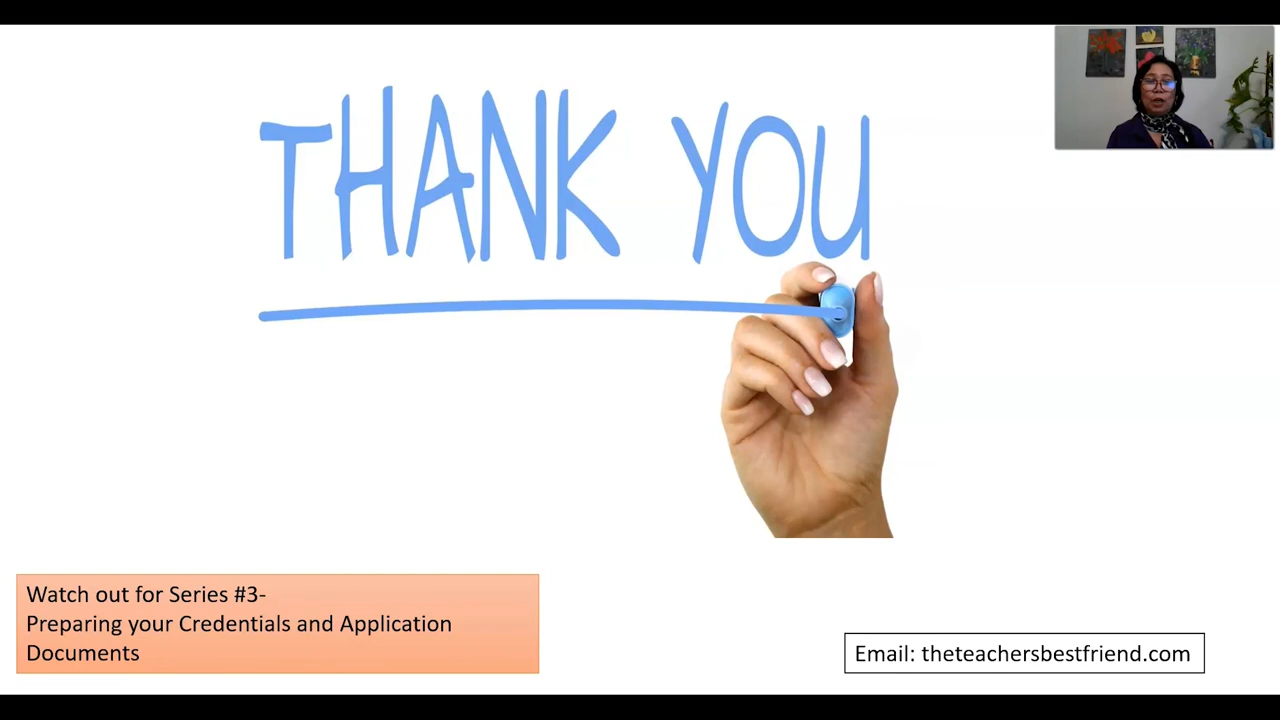 THANK YOU
Watch out for Series #3-
Preparing your Credentials and Application
Documents
Email: theteachersbestfriend.com